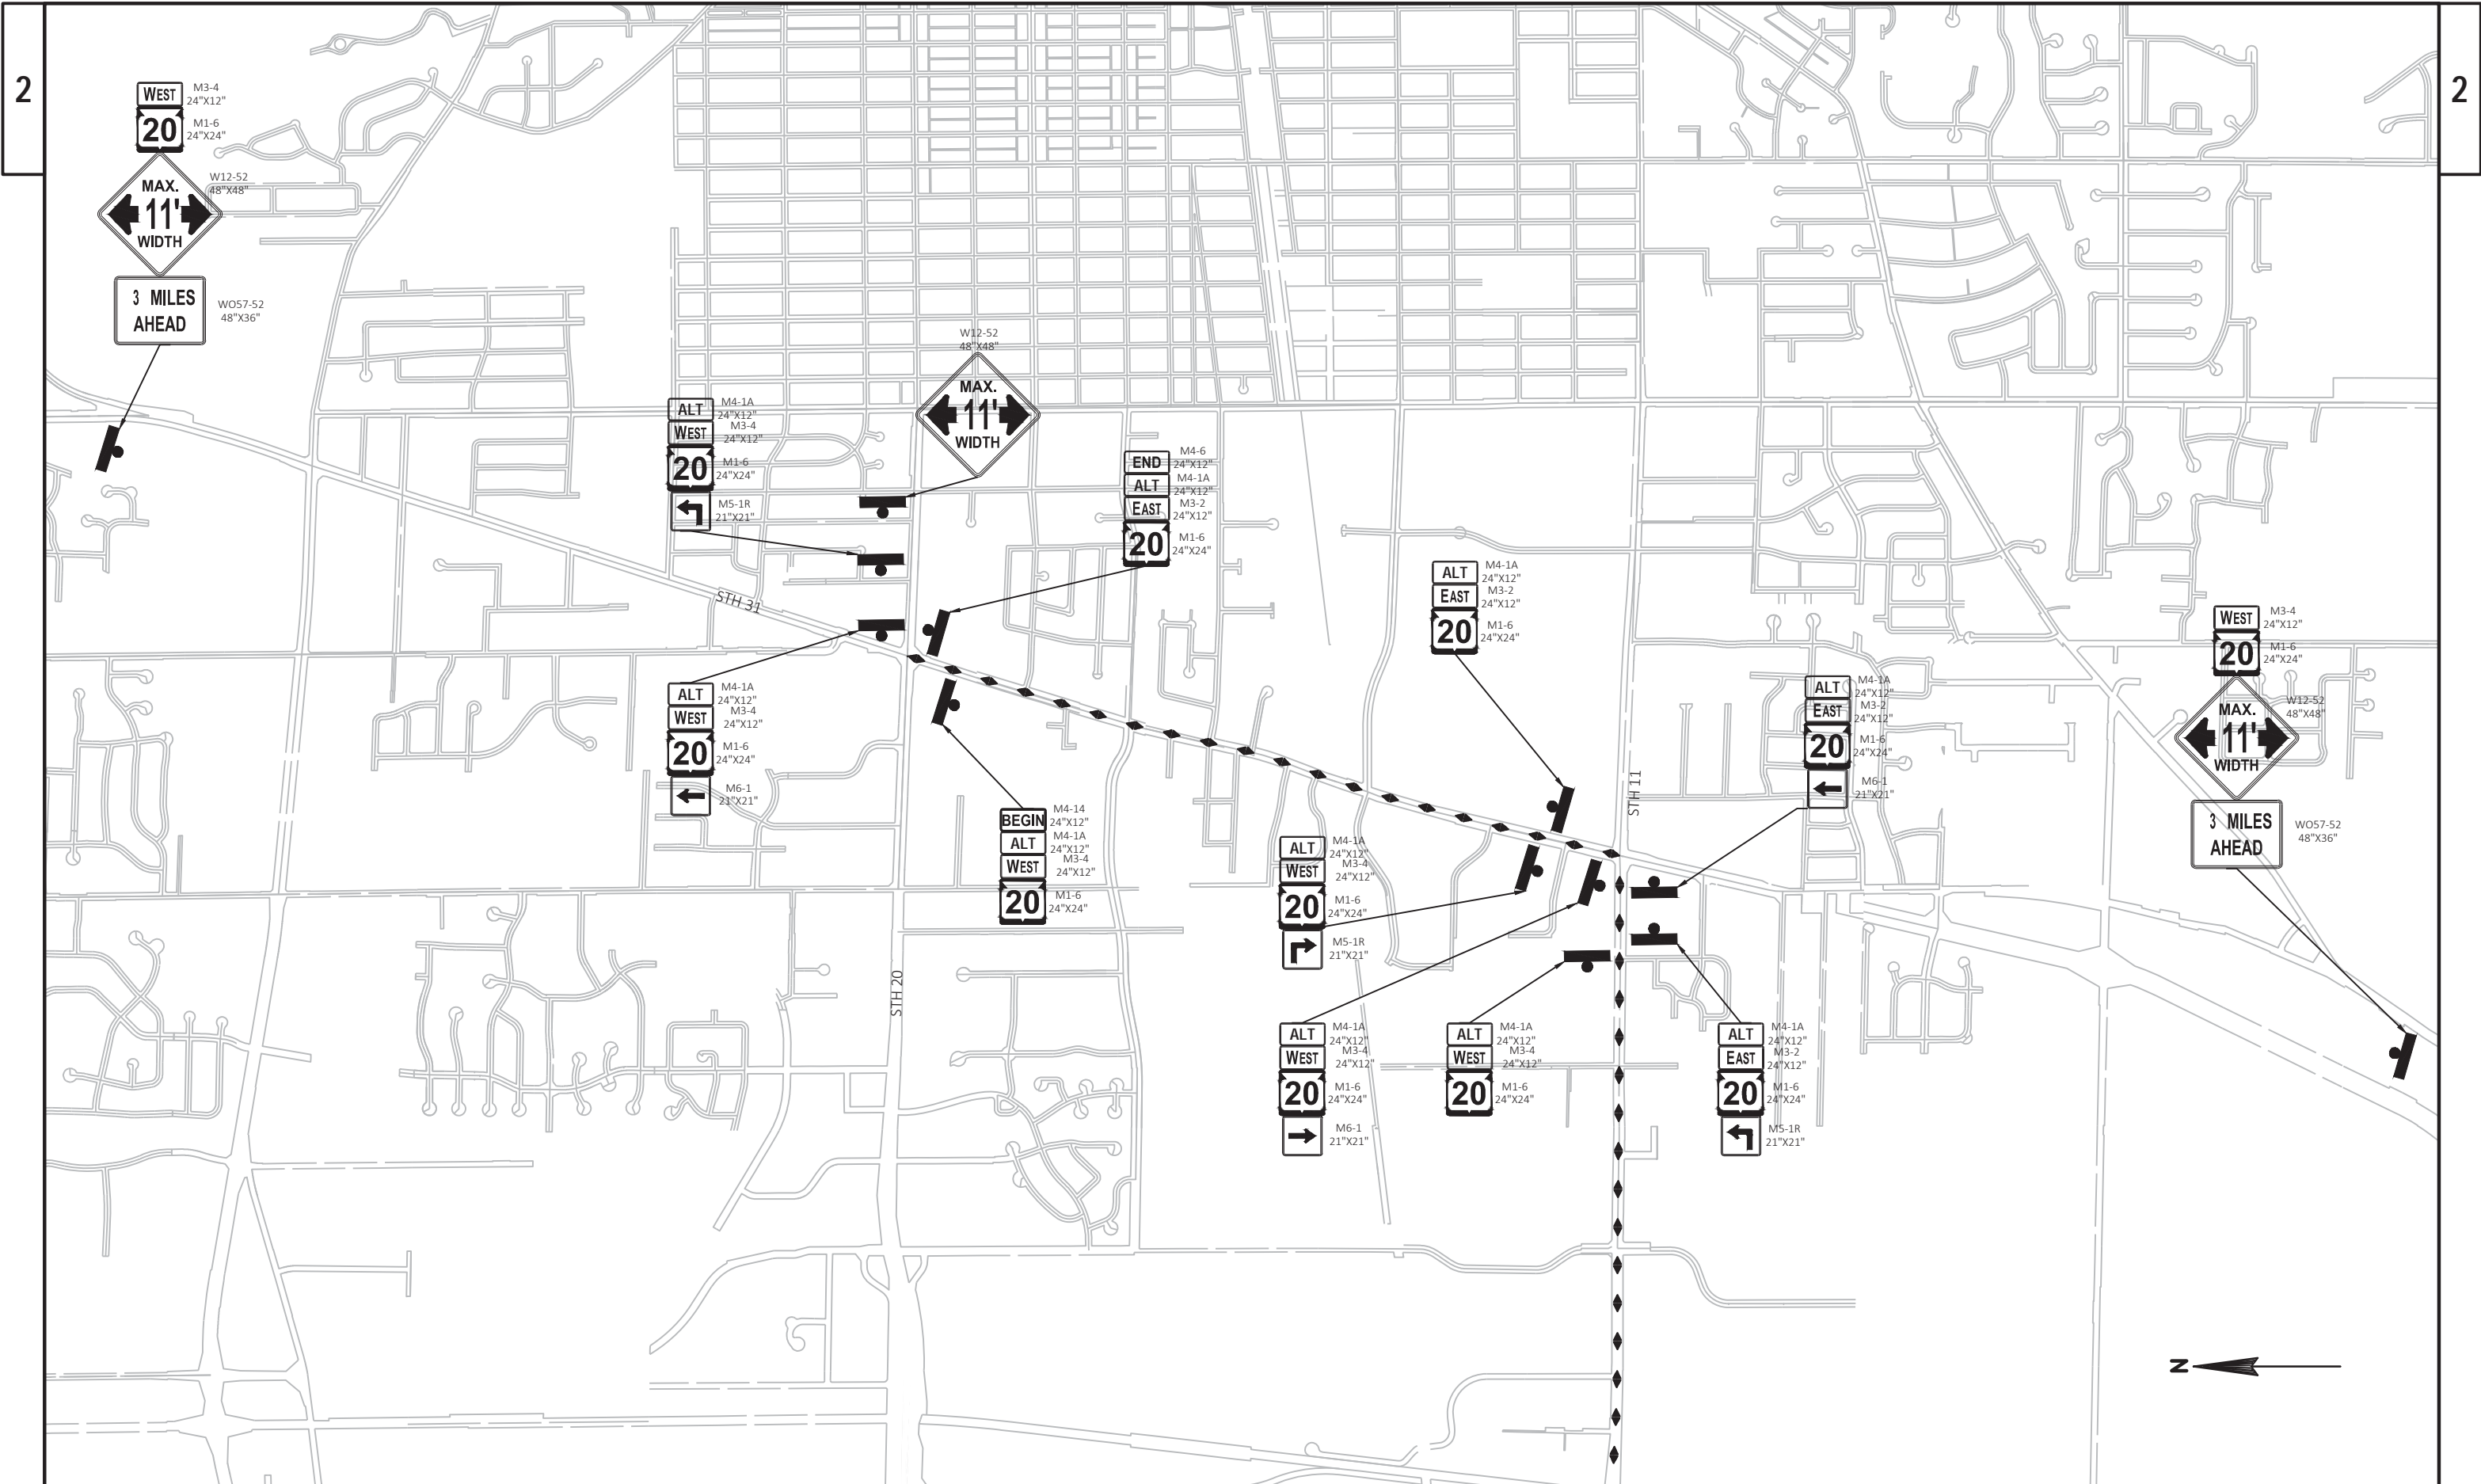 2
2
WEST
M3-4
24"X12"
20
M1-6
24"X24"
MAX.
11'
WIDTH
W12-52
48"X48"
3 MILES
AHEAD
WO57-52
48"X36"
W12-52
48"X48"
MAX.
11'
WIDTH
ALT
M4-1A
24"X12"
WEST
M3-4
24"X12"
20
M1-6
24"X24"
M5-1R
21"X21"
END
M4-6
24"X12"
ALT
M4-1A
24"X12"
EAST
M3-2
24"X12"
20
M1-6
24"X24"
STH 31
ALT
M4-1A
24"X12"
EAST
M3-2
24"X12"
20
M1-6
24"X24"
WEST
M3-4
24"X12"
20
M1-6
24"X24"
MAX.
11'
WIDTH
W12-52
48"X48"
3 MILES
AHEAD
WO57-52
48"X36"
ALT
M4-1A
24"X12"
WEST
M3-4
24"X12"
20
M1-6
24"X24"
M6-1
21"X21"
ALT
M4-1A
24"X12"
EAST
M3-2
24"X12"
20
M1-6
24"X24"
M6-1
21"X21"
STH 11
BEGIN
M4-14
24"X12"
ALT
M4-1A
24"X12"
WEST
M3-4
24"X12"
20
M1-6
24"X24"
ALT
M4-1A
24"X12"
WEST
M3-4
24"X12"
20
M1-6
24"X24"
M5-1R
21"X21"
STH 20
ALT
M4-1A
24"X12"
WEST
M3-4
24"X12"
20
M1-6
24"X24"
M6-1
21"X21"
ALT
M4-1A
24"X12"
WEST
M3-4
24"X12"
20
M1-6
24"X24"
ALT
M4-1A
24"X12"
EAST
M3-2
24"X12"
20
M1-6
24"X24"
M5-1R
21"X21"
N